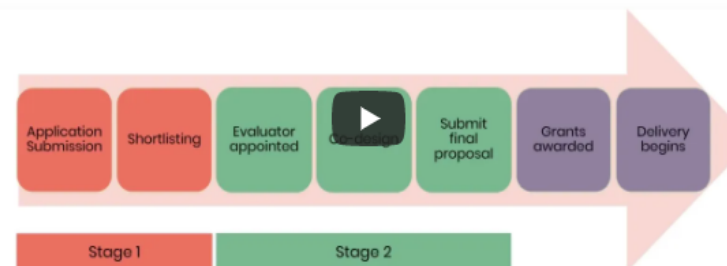 Application
Submission
Shortlisting
Evaluator
appointed
Co-design
Submit
final
proposal
Grants
awarded
Delivery
begins
Stage 1
Stage 2